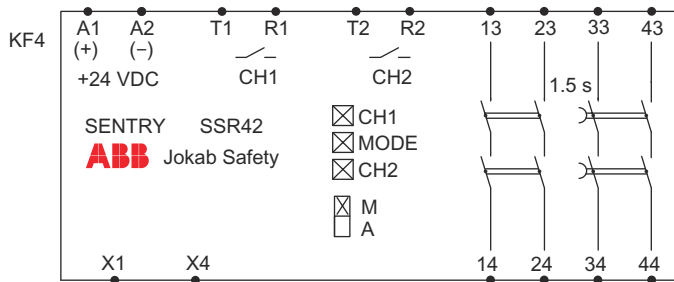 KF4
A1 A2 T1 R1 T2 R2 13 23 33 43
(+) (−)
+24 VDC CH1 CH2 1.5 s
SENTRY SSR42
ABB Jokab Safety
CH1
MODE
CH2
M
A
X1 X4 14 24 34 44